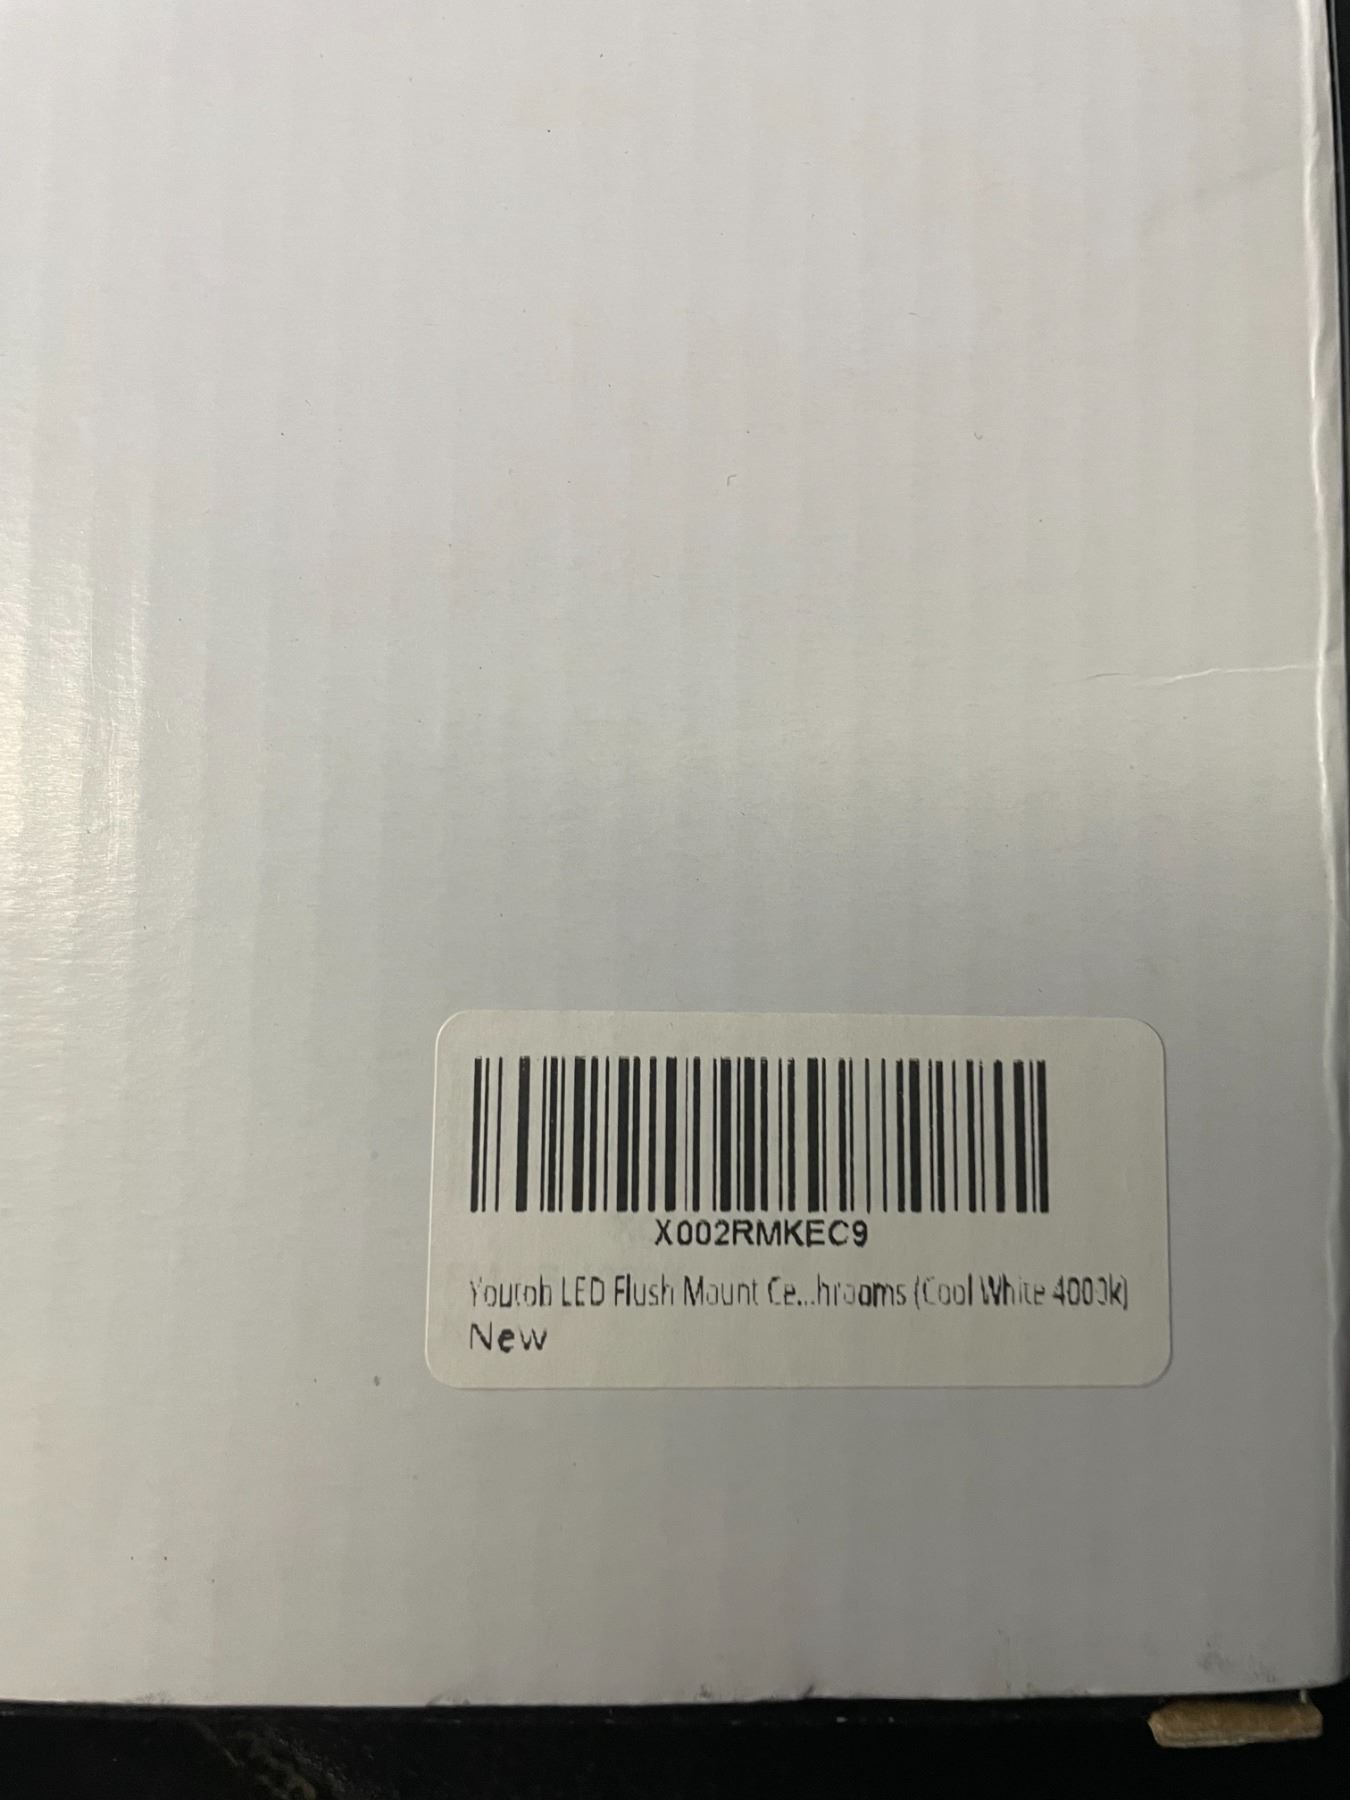 X002RMKEC9
Youtob LED Flush Mount Ce...hrooms (Cool White 4000k)
New